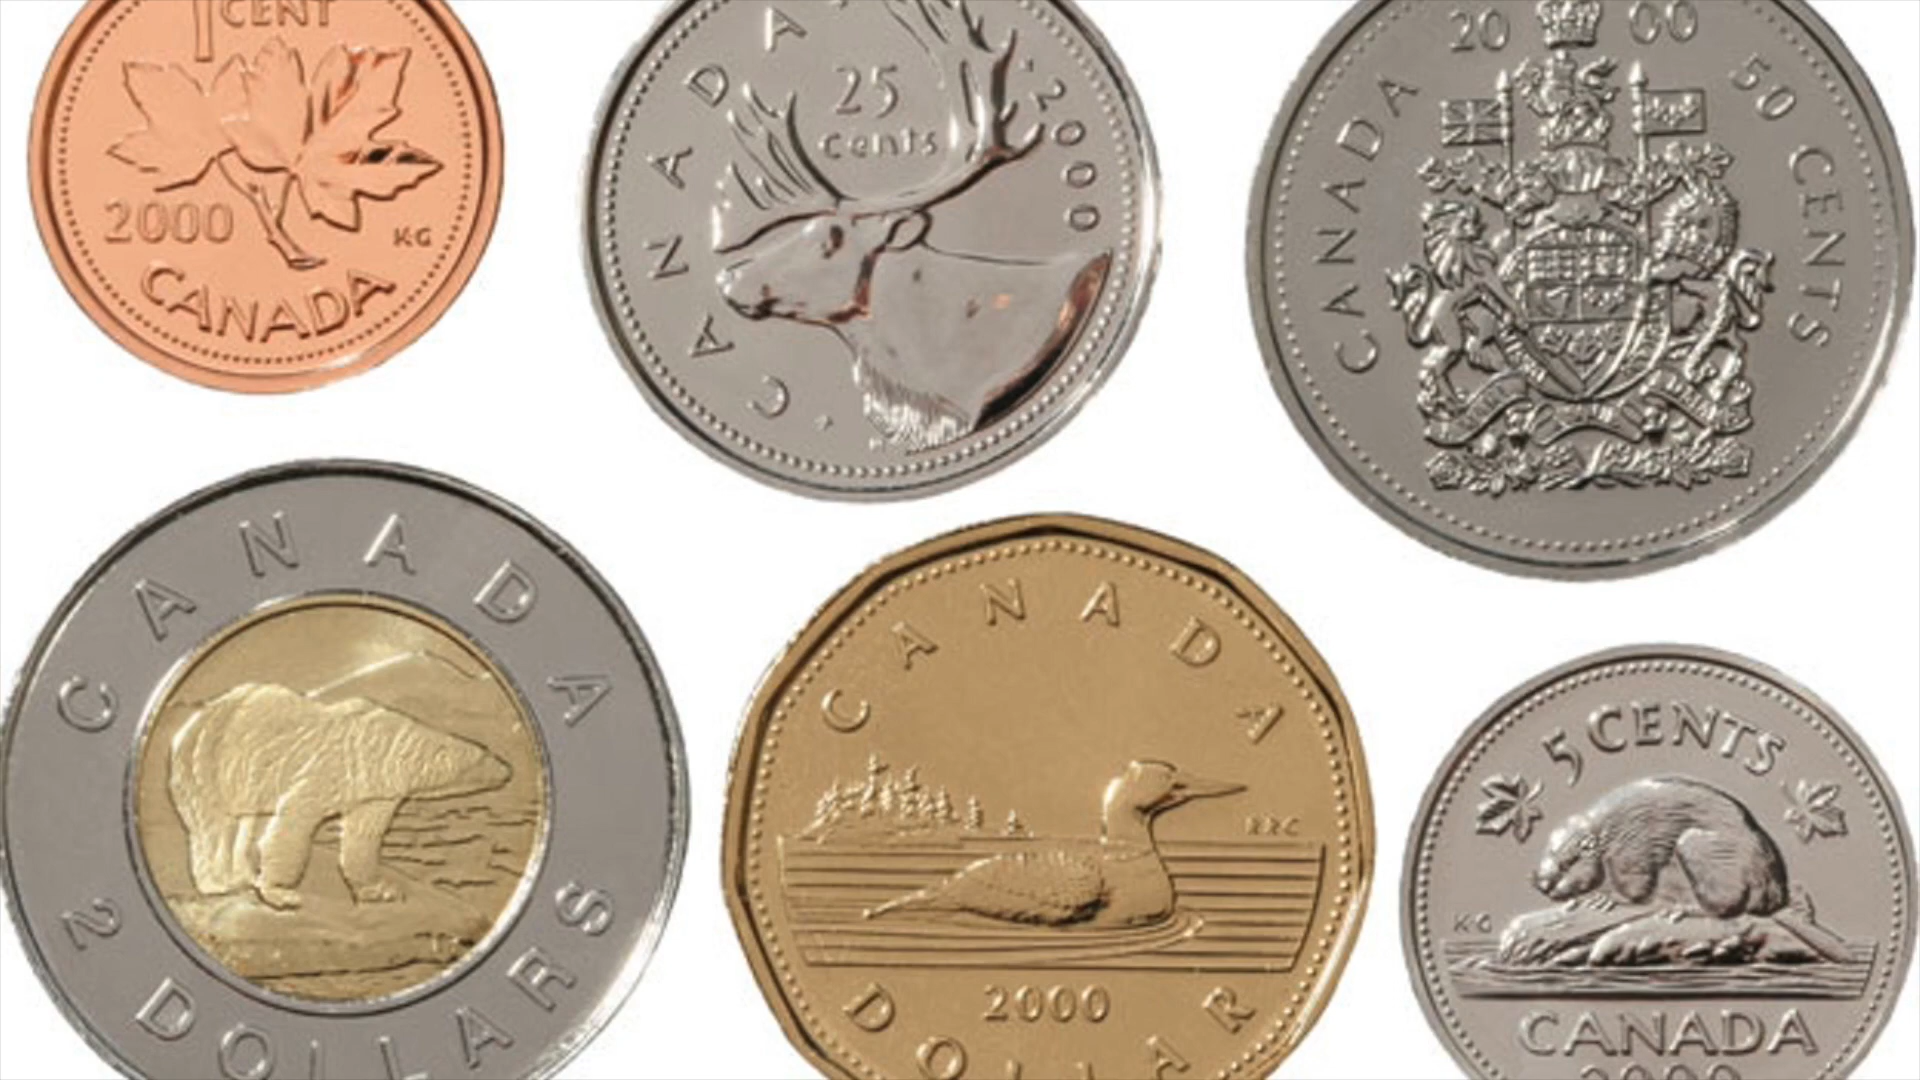 1 CENT
2000
KG
CANADA
CANADA
25
cents
2000
CANADA
20 00
50 CENTS
CANADA
2 DOLLARS
CANADA
RRC
2000
DOLLAR
5 CENTS
KG
CANADA
2000